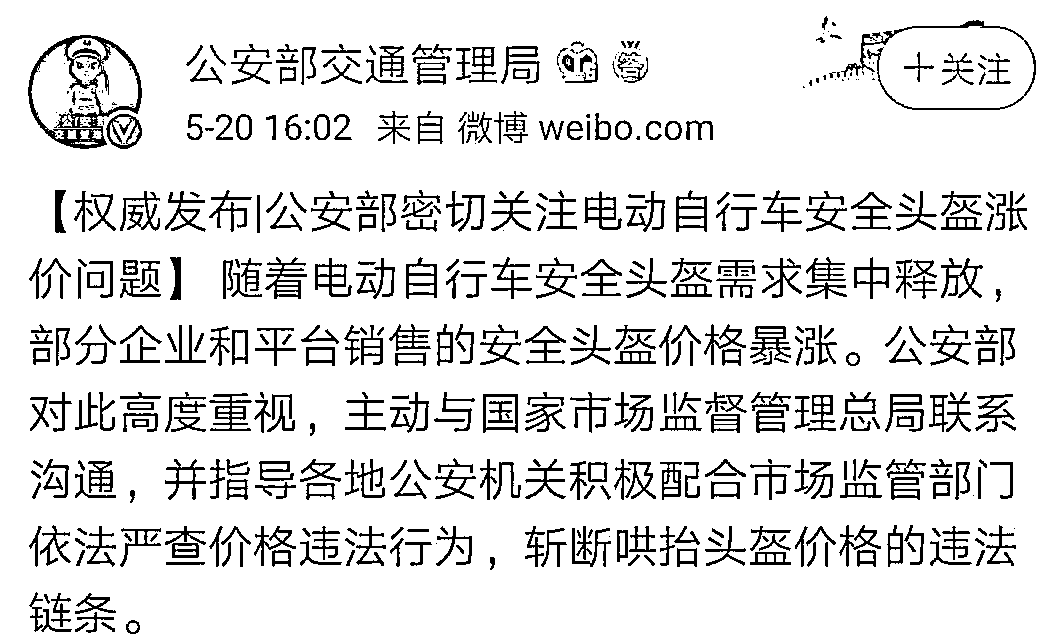 公安部交通管理局
+关注
5-20 16:02 来自 微博 weibo.com
【权威发布|公安部密切关注电动自行车安全头盔涨
价问题】 随着电动自行车安全头盔需求集中释放，
部分企业和平台销售的安全头盔价格暴涨。公安部
对此高度重视，主动与国家市场监督管理总局联系
沟通，并指导各地公安机关积极配合市场监管部门
依法严查价格违法行为，斩断哄抬头盔价格的违法
链条。